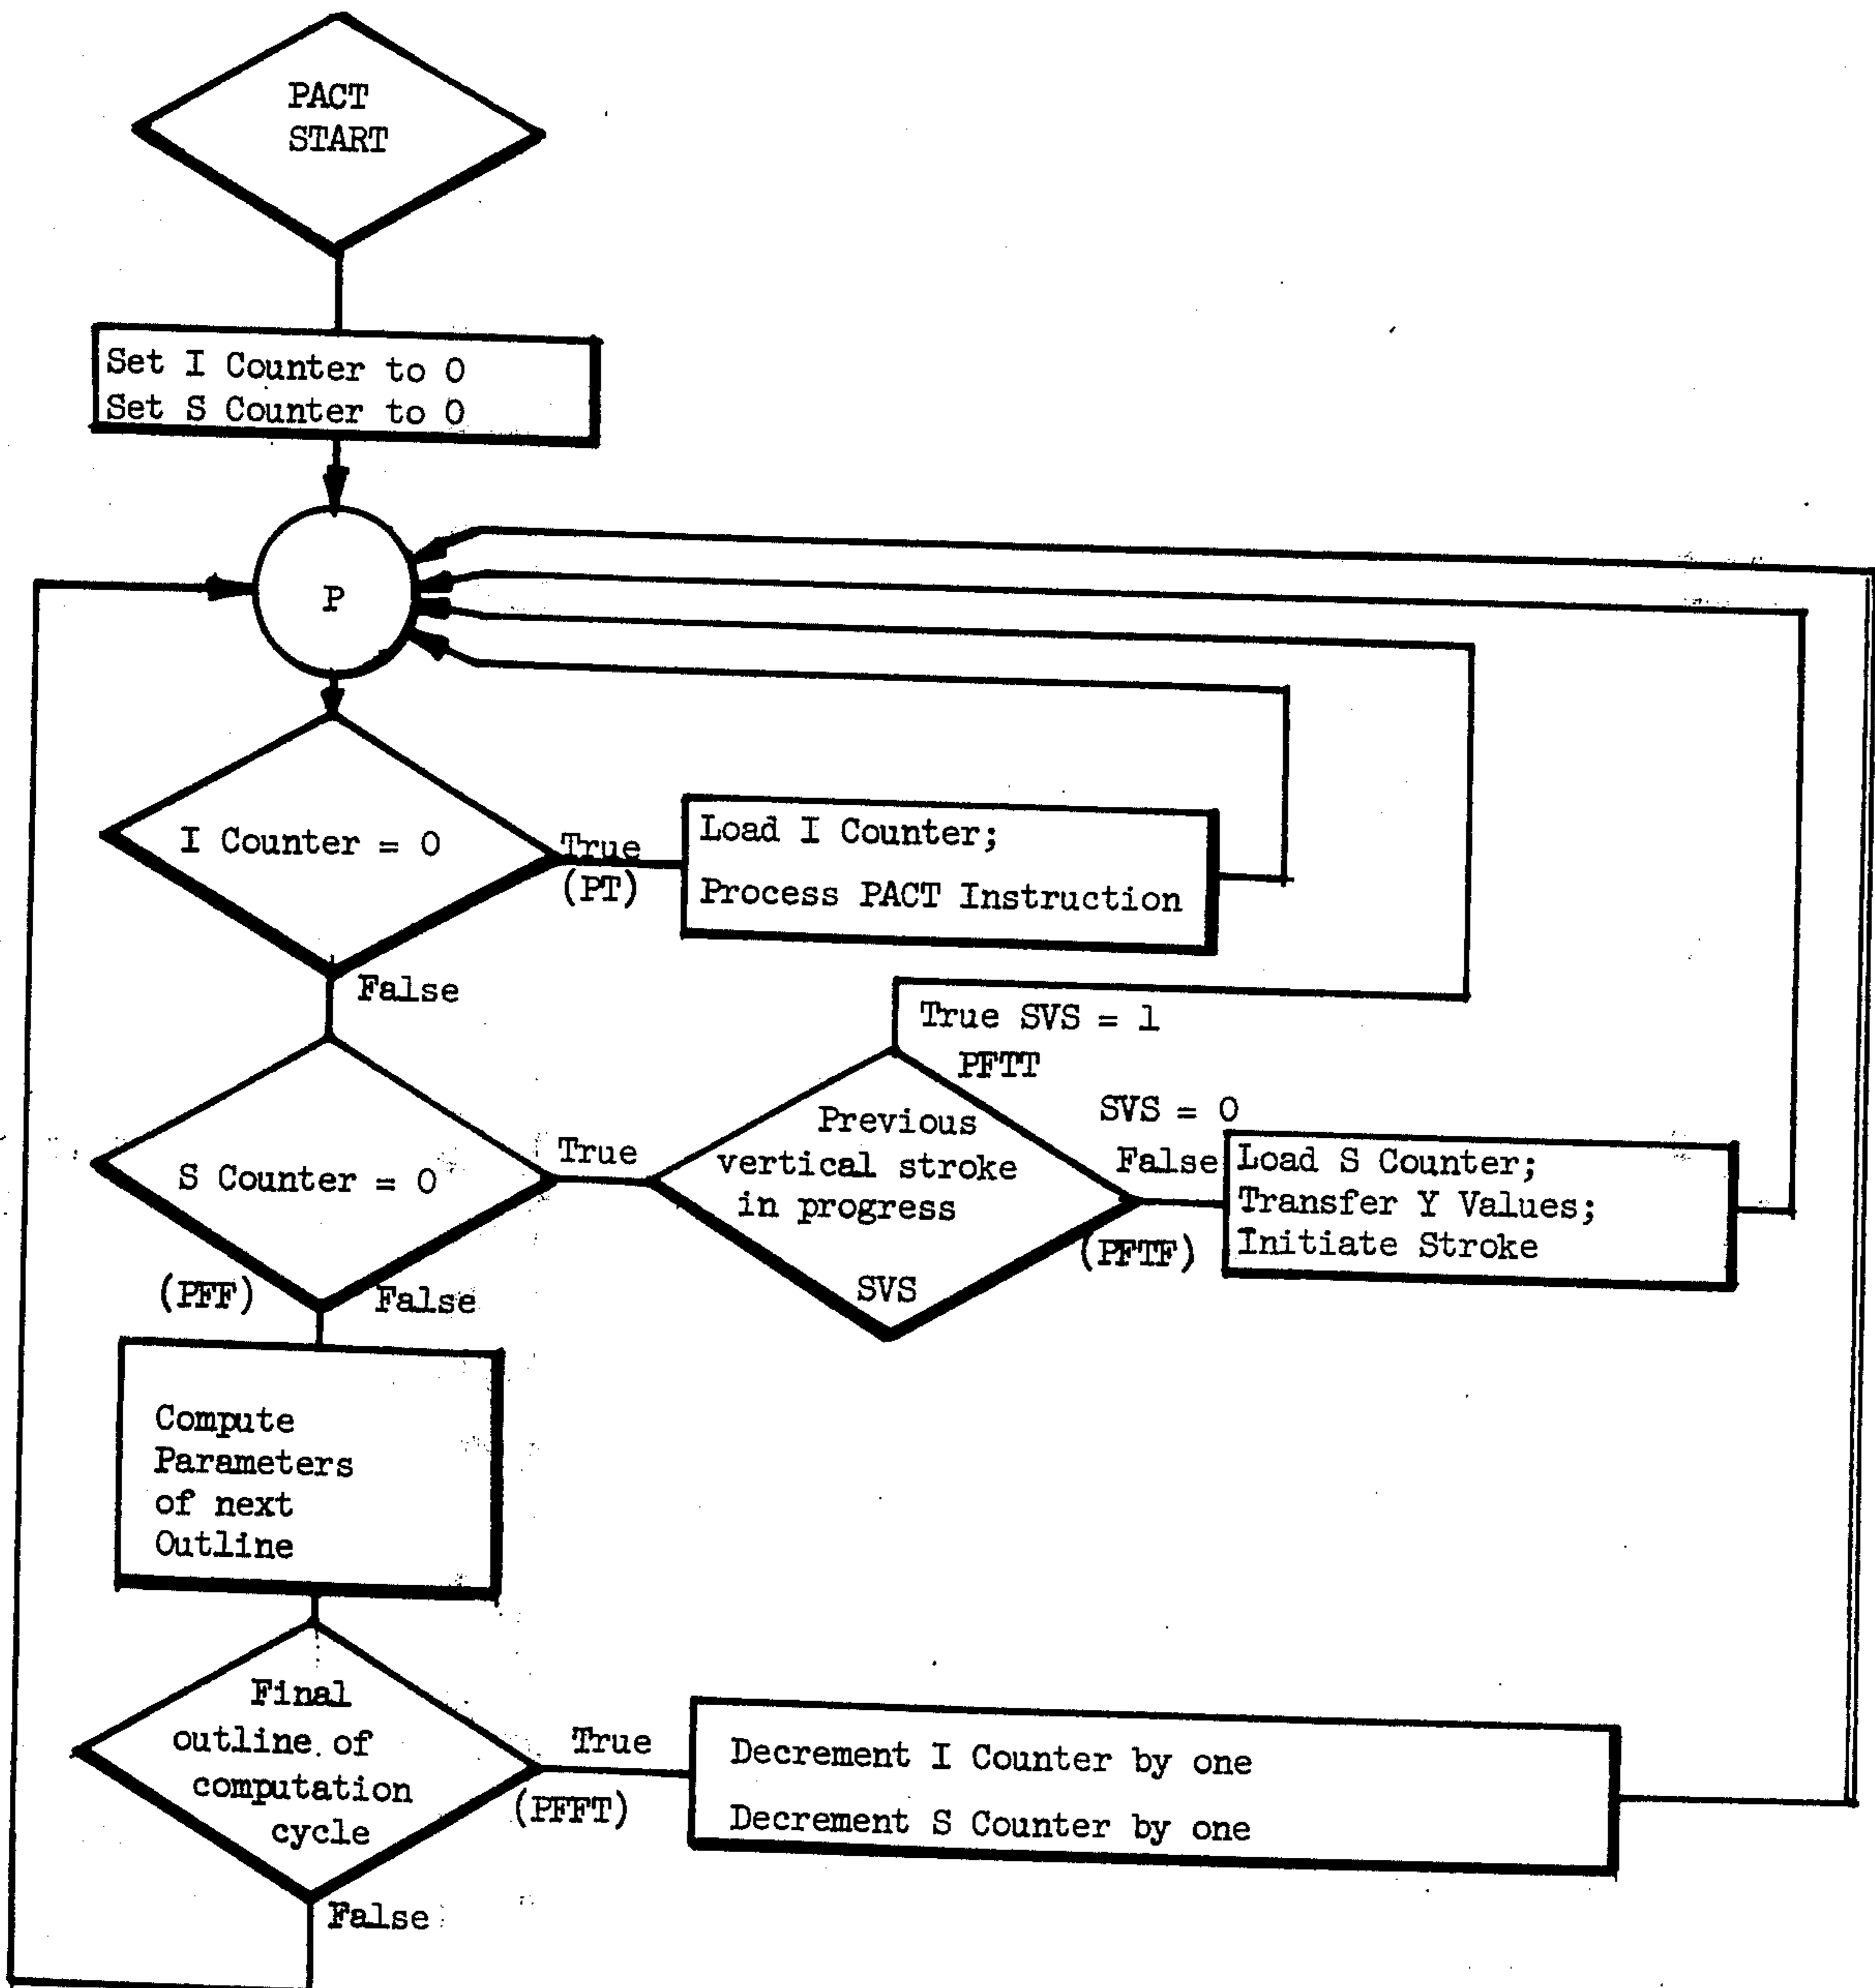 PACT
START
Set I Counter to 0
Set S Counter to 0
P
I Counter = 0
True
(PT)
Load I Counter;
Process PACT Instruction
False
True SVS = 1
PFTT
S Counter = 0
True
Previous
vertical stroke
in progress
SVS
SVS = 0
False
(PFTF)
Load S Counter;
Transfer Y Values;
Initiate Stroke
(PFF)
False
Compute
Parameters
of next
Outline
Final
outline of
computation
cycle
True
(PFFT)
Decrement I Counter by one
Decrement S Counter by one
False